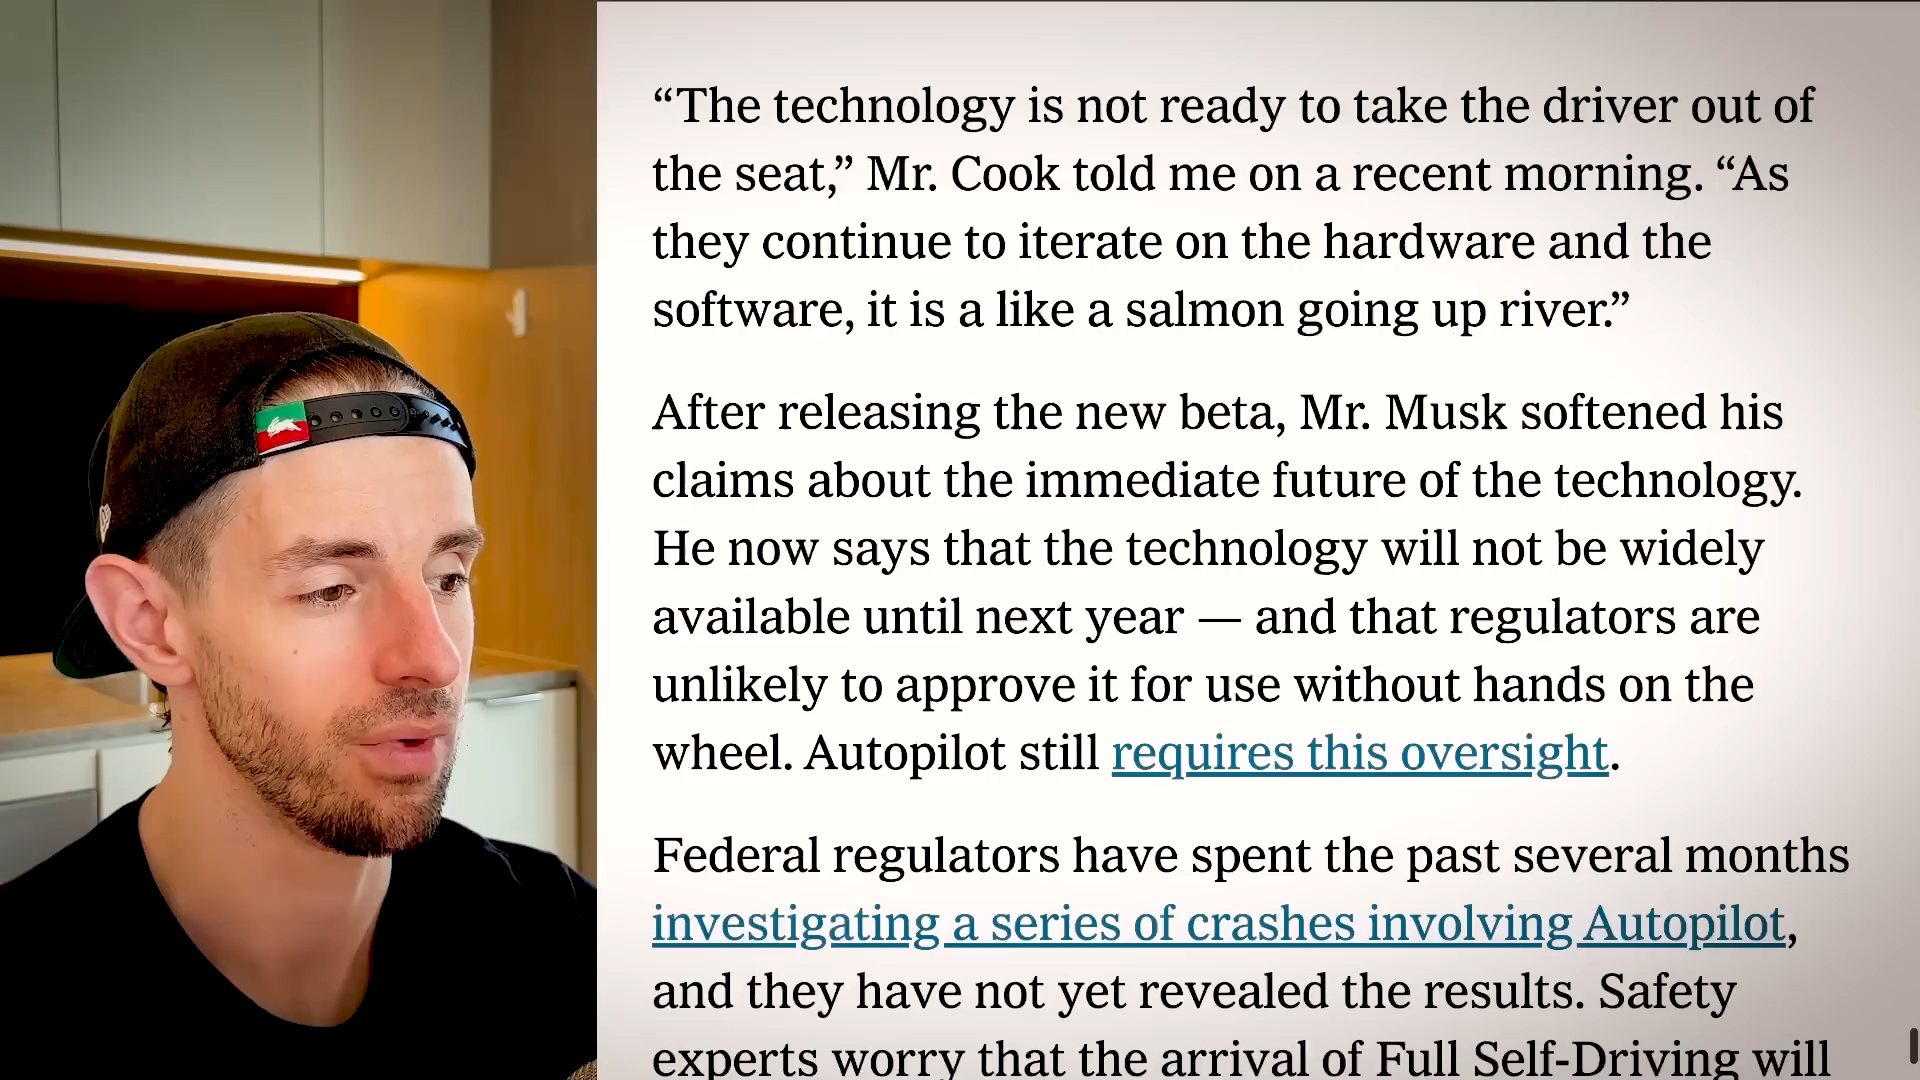 “The technology is not ready to take the driver out of
the seat,” Mr. Cook told me on a recent morning. “As
they continue to iterate on the hardware and the
software, it is a like a salmon going up river.”
After releasing the new beta, Mr. Musk softened his
claims about the immediate future of the technology.
He now says that the technology will not be widely
available until next year — and that regulators are
unlikely to approve it for use without hands on the
wheel. Autopilot still requires this oversight.
Federal regulators have spent the past several months
investigating a series of crashes involving Autopilot,
and they have not yet revealed the results. Safety
experts worry that the arrival of Full Self-Driving will